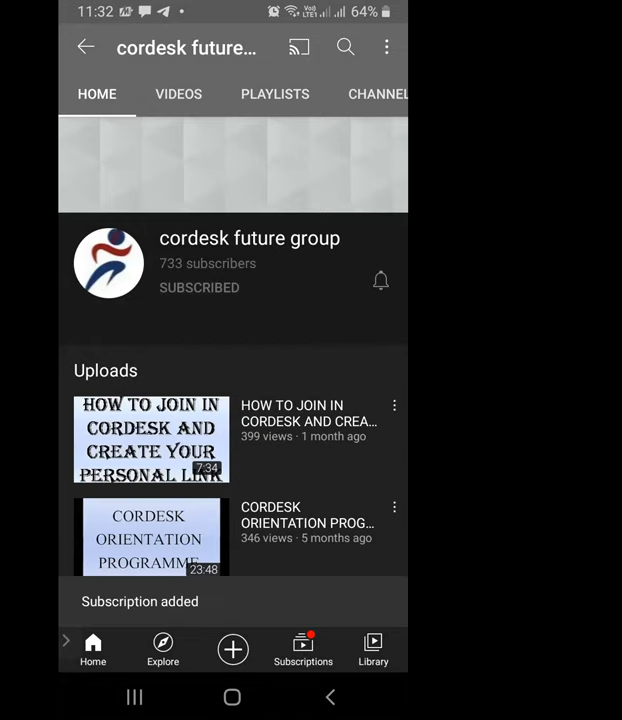 11:32
Vo))
LTE1
64%
cordesk future...
HOME VIDEOS PLAYLISTS CHANNEL
cordesk future group
733 subscribers
SUBSCRIBED
Uploads
HOW TO JOIN IN
CORDESK AND
CREATE YOUR
PERSONAL LINK
7:34
HOW TO JOIN IN
CORDESK AND CREA...
399 views · 1 month ago
CORDESK
ORIENTATION
PROGRAMME
23:48
CORDESK
ORIENTATION PROG...
346 views · 5 months ago
Subscription added
Home Explore Subscriptions Library